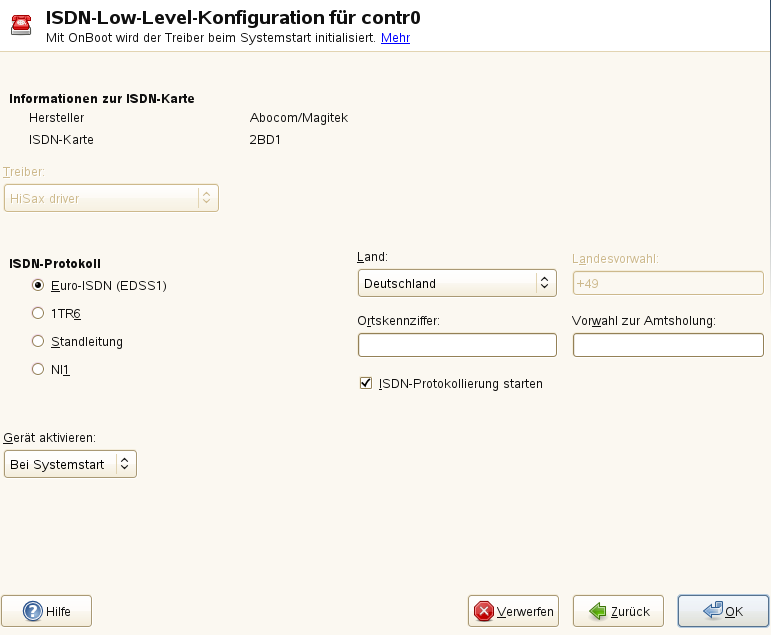 ISDN-Low-Level-Konfiguration für contr0
Mit OnBoot wird der Treiber beim Systemstart initialisiert. Mehr
Informationen zur ISDN-Karte
Hersteller Abocom/Magitek
ISDN-Karte 2BD1
Treiber:
HiSax driver
ISDN-Protokoll
Euro-ISDN (EDSS1)
1TR6
Standleitung
NI1
Land: Landesvorwahl:
Deutschland +49
Ortskennziffer: Vorwahl zur Amtsholung:
ISDN-Protokollierung starten
Gerät aktivieren:
Bei Systemstart
Hilfe Verwerfen Zurück OK